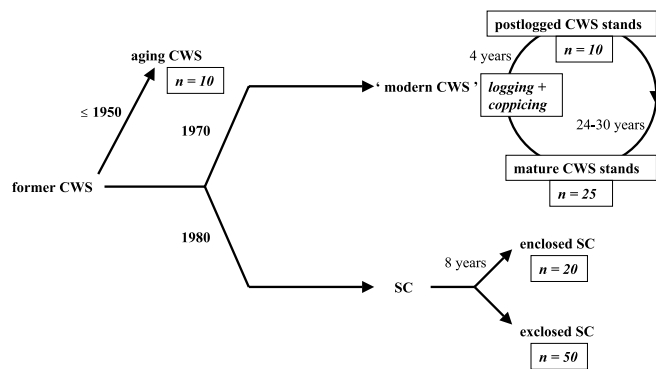 postlogged CWS stands
n = 10
aging CWS
n = 10
4 years
≤ 1950
' modern CWS '
logging +
coppicing
1970
24-30 years
mature CWS stands
n = 25
former CWS
1980
enclosed SC
8 years
n = 20
SC
exclosed SC
n = 50